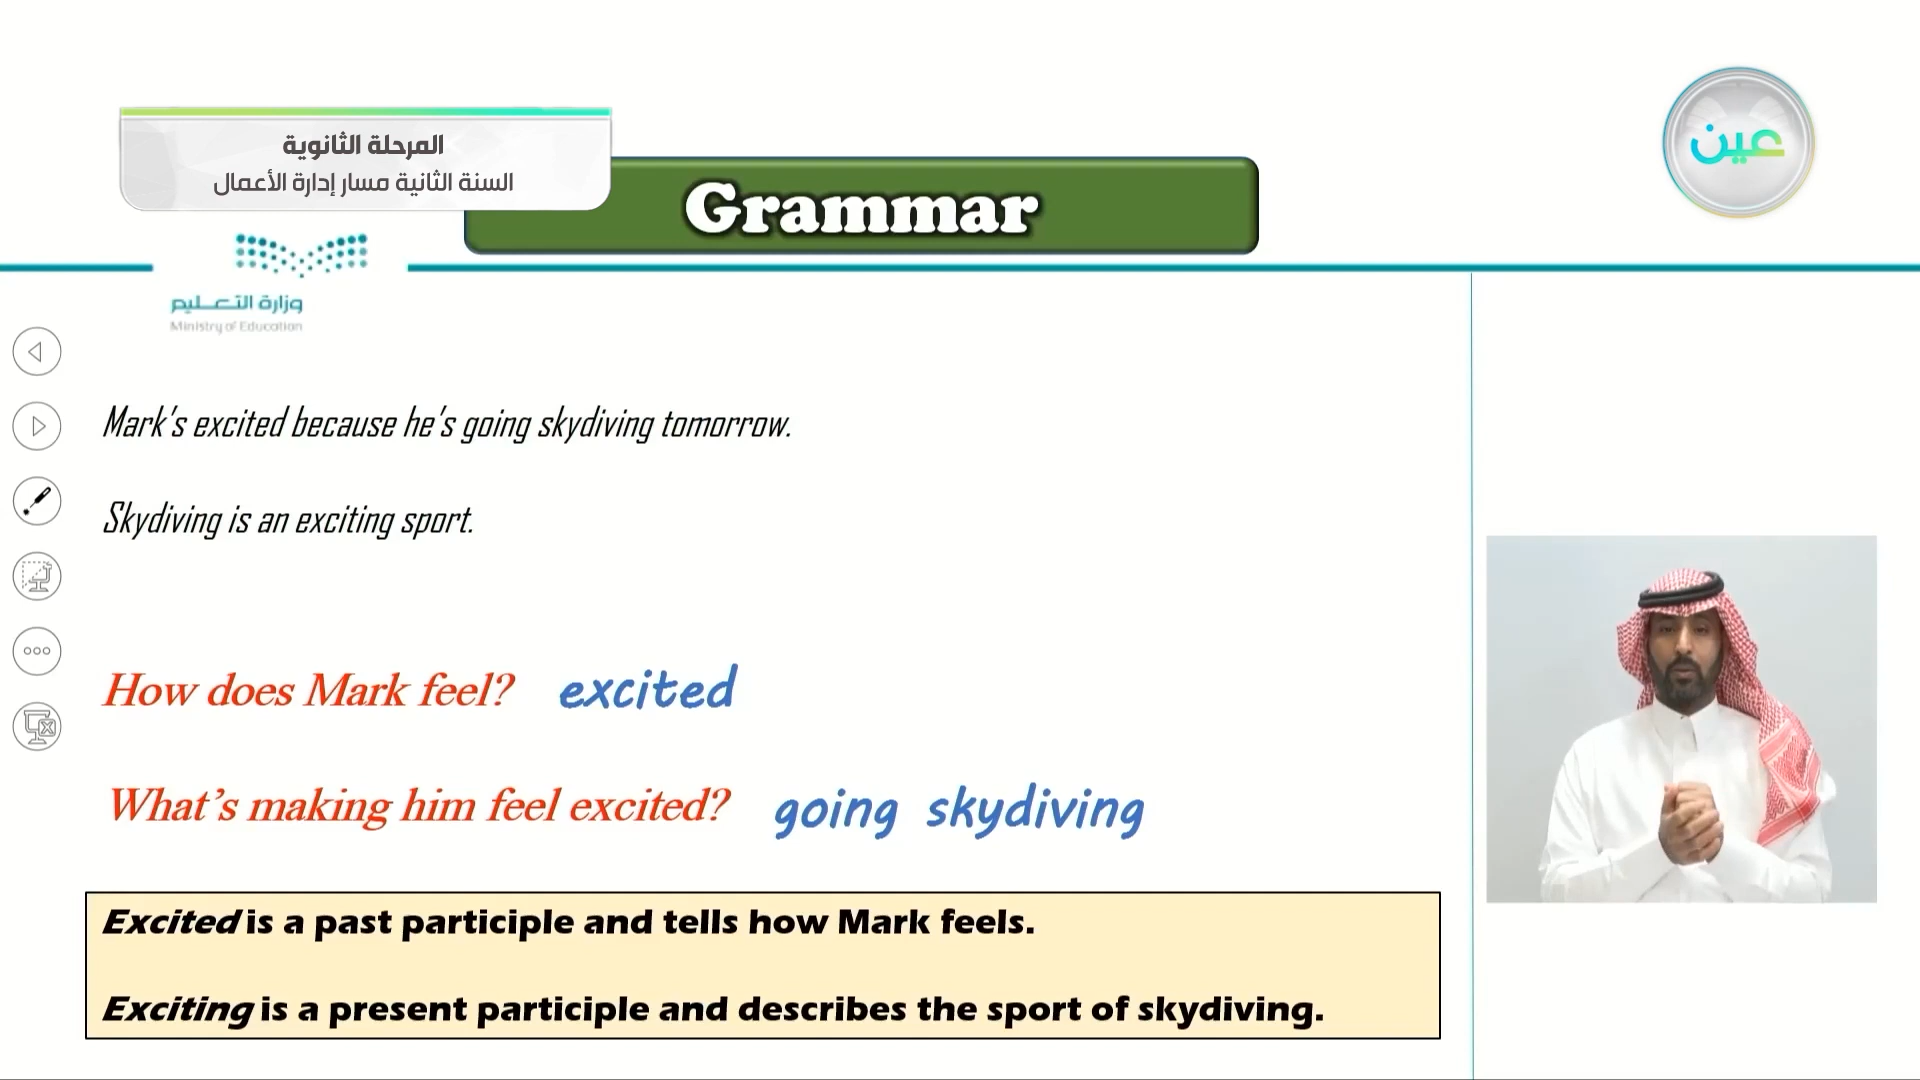 المرحلة الثانوية
السنة الثانية مسار إدارة الأعمال
عين
Grammar
وزارة التعليم
Ministry of Education
Mark's excited because he's going skydiving tomorrow.
Skydiving is an exciting sport.
How does Mark feel? excited
What's making him feel excited? going skydiving
Excited is a past participle and tells how Mark feels.
Exciting is a present participle and describes the sport of skydiving.